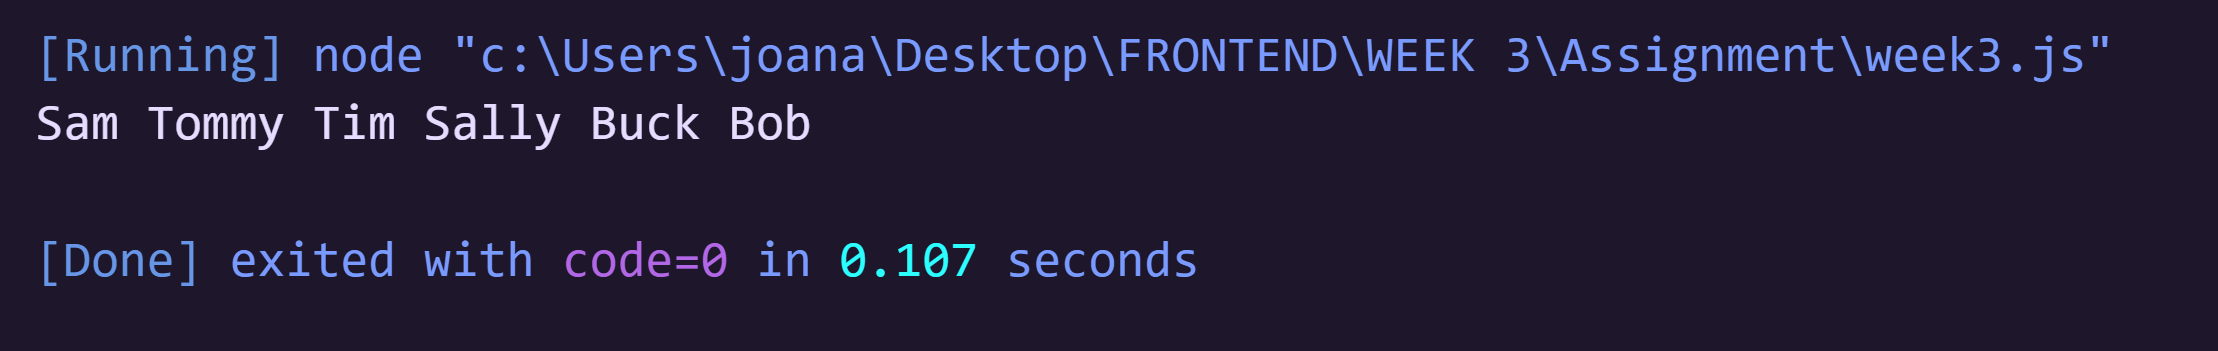 [Running] node "c:\Users\joana\Desktop\FRONTEND\WEEK 3\Assignment\week3.js"
Sam Tommy Tim Sally Buck Bob
[Done] exited with code=0 in 0.107 seconds